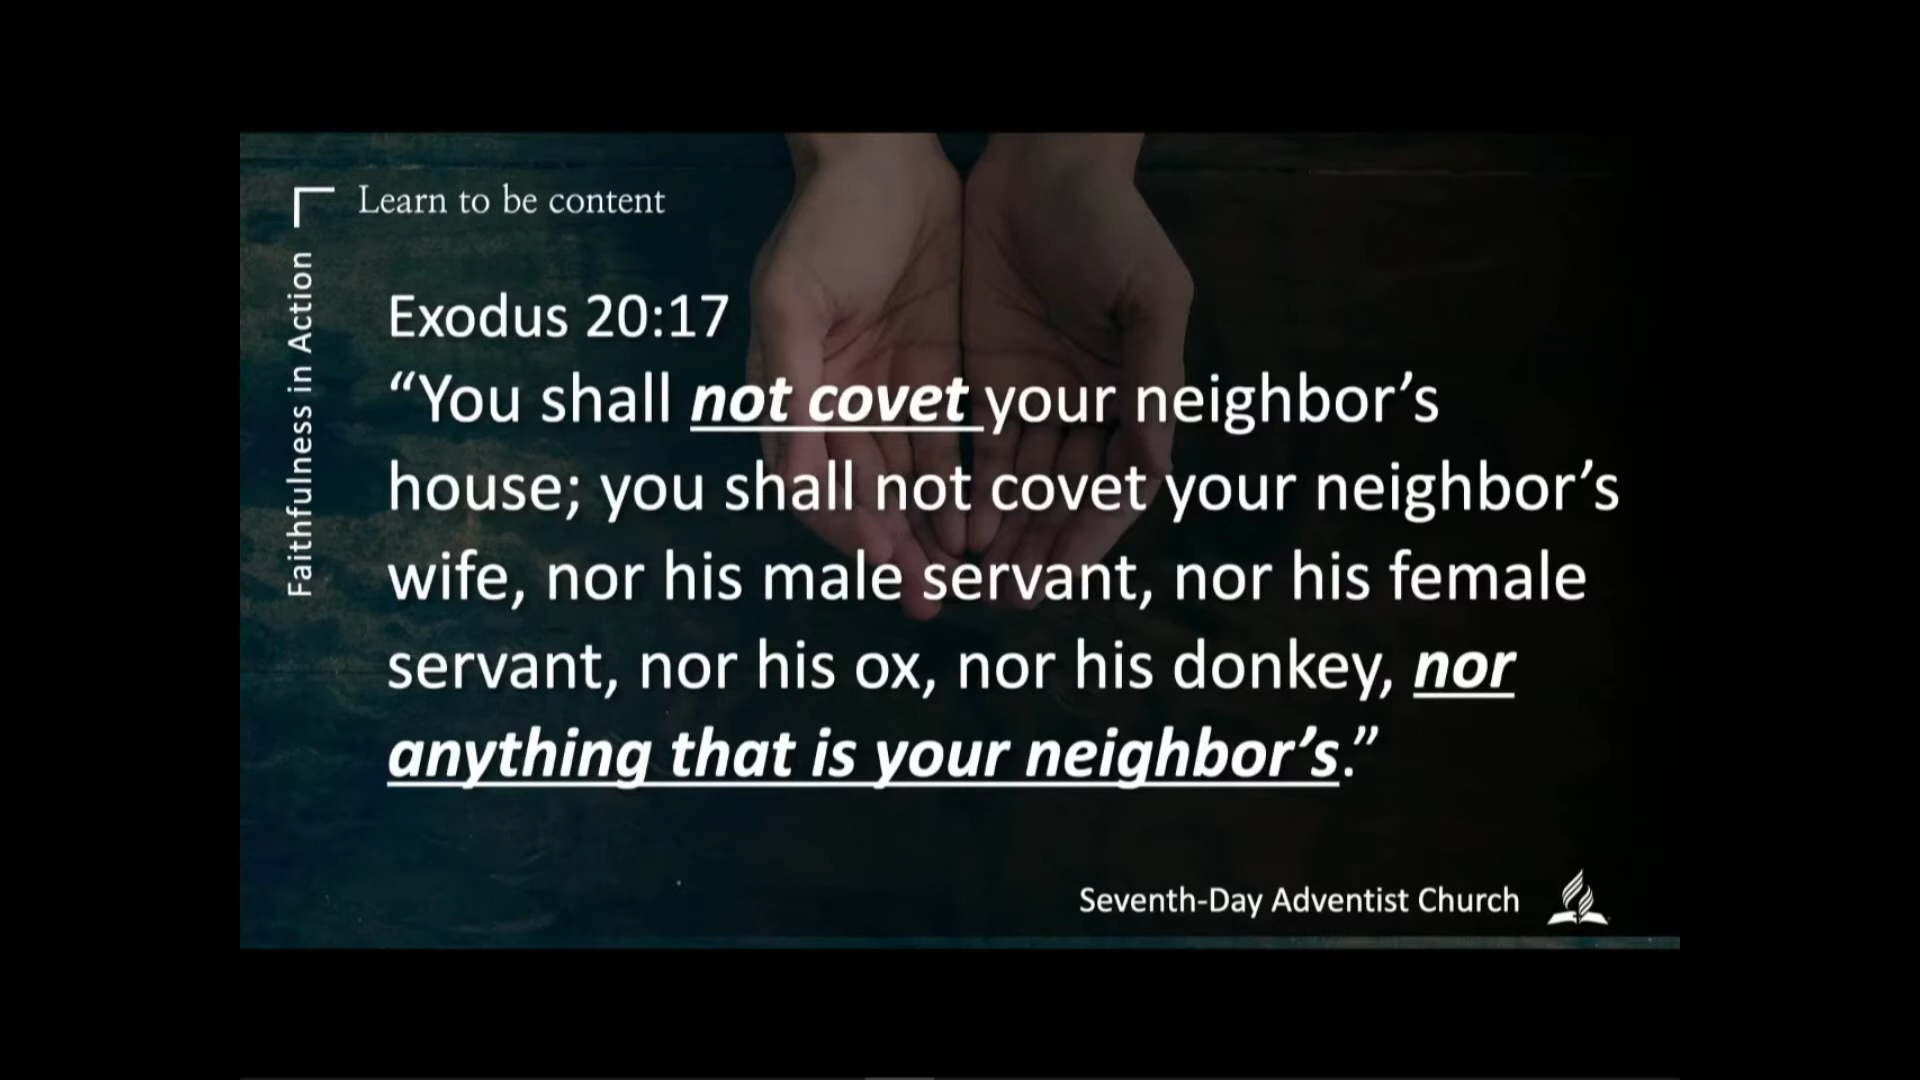 Learn to be content
Faithfulness in Action
Exodus 20:17
“You shall not covet your neighbor’s
house; you shall not covet your neighbor’s
wife, nor his male servant, nor his female
servant, nor his ox, nor his donkey, nor
anything that is your neighbor’s.”
Seventh-Day Adventist Church